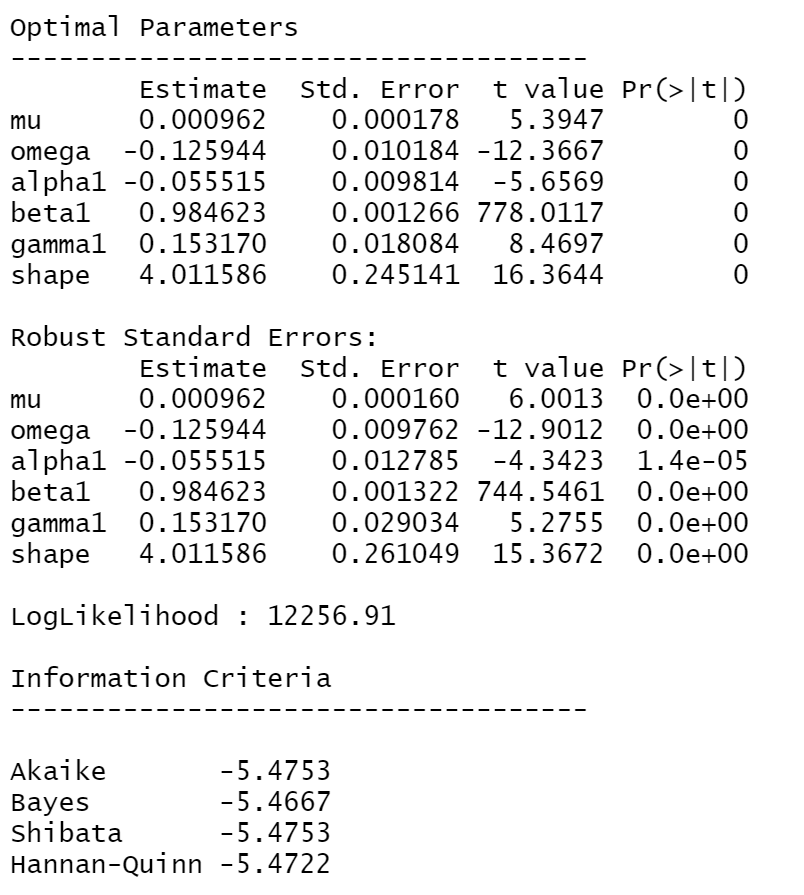 Optimal Parameters
------------------------------------
        Estimate  Std. Error  t value Pr(>|t|)
mu      0.000962    0.000178   5.3947        0
omega  -0.125944    0.010184 -12.3667        0
alpha1 -0.055515    0.009814  -5.6569        0
beta1   0.984623    0.001266 778.0117        0
gamma1  0.153170    0.018084   8.4697        0
shape   4.011586    0.245141  16.3644        0

Robust Standard Errors:
        Estimate  Std. Error  t value Pr(>|t|)
mu      0.000962    0.000160   6.0013  0.0e+00
omega  -0.125944    0.009762 -12.9012  0.0e+00
alpha1 -0.055515    0.012785  -4.3423  1.4e-05
beta1   0.984623    0.001322 744.5461  0.0e+00
gamma1  0.153170    0.029034   5.2755  0.0e+00
shape   4.011586    0.261049  15.3672  0.0e+00

LogLikelihood : 12256.91

Information Criteria
------------------------------------

Akaike       -5.4753
Bayes        -5.4667
Shibata      -5.4753
Hannan-Quinn -5.4722